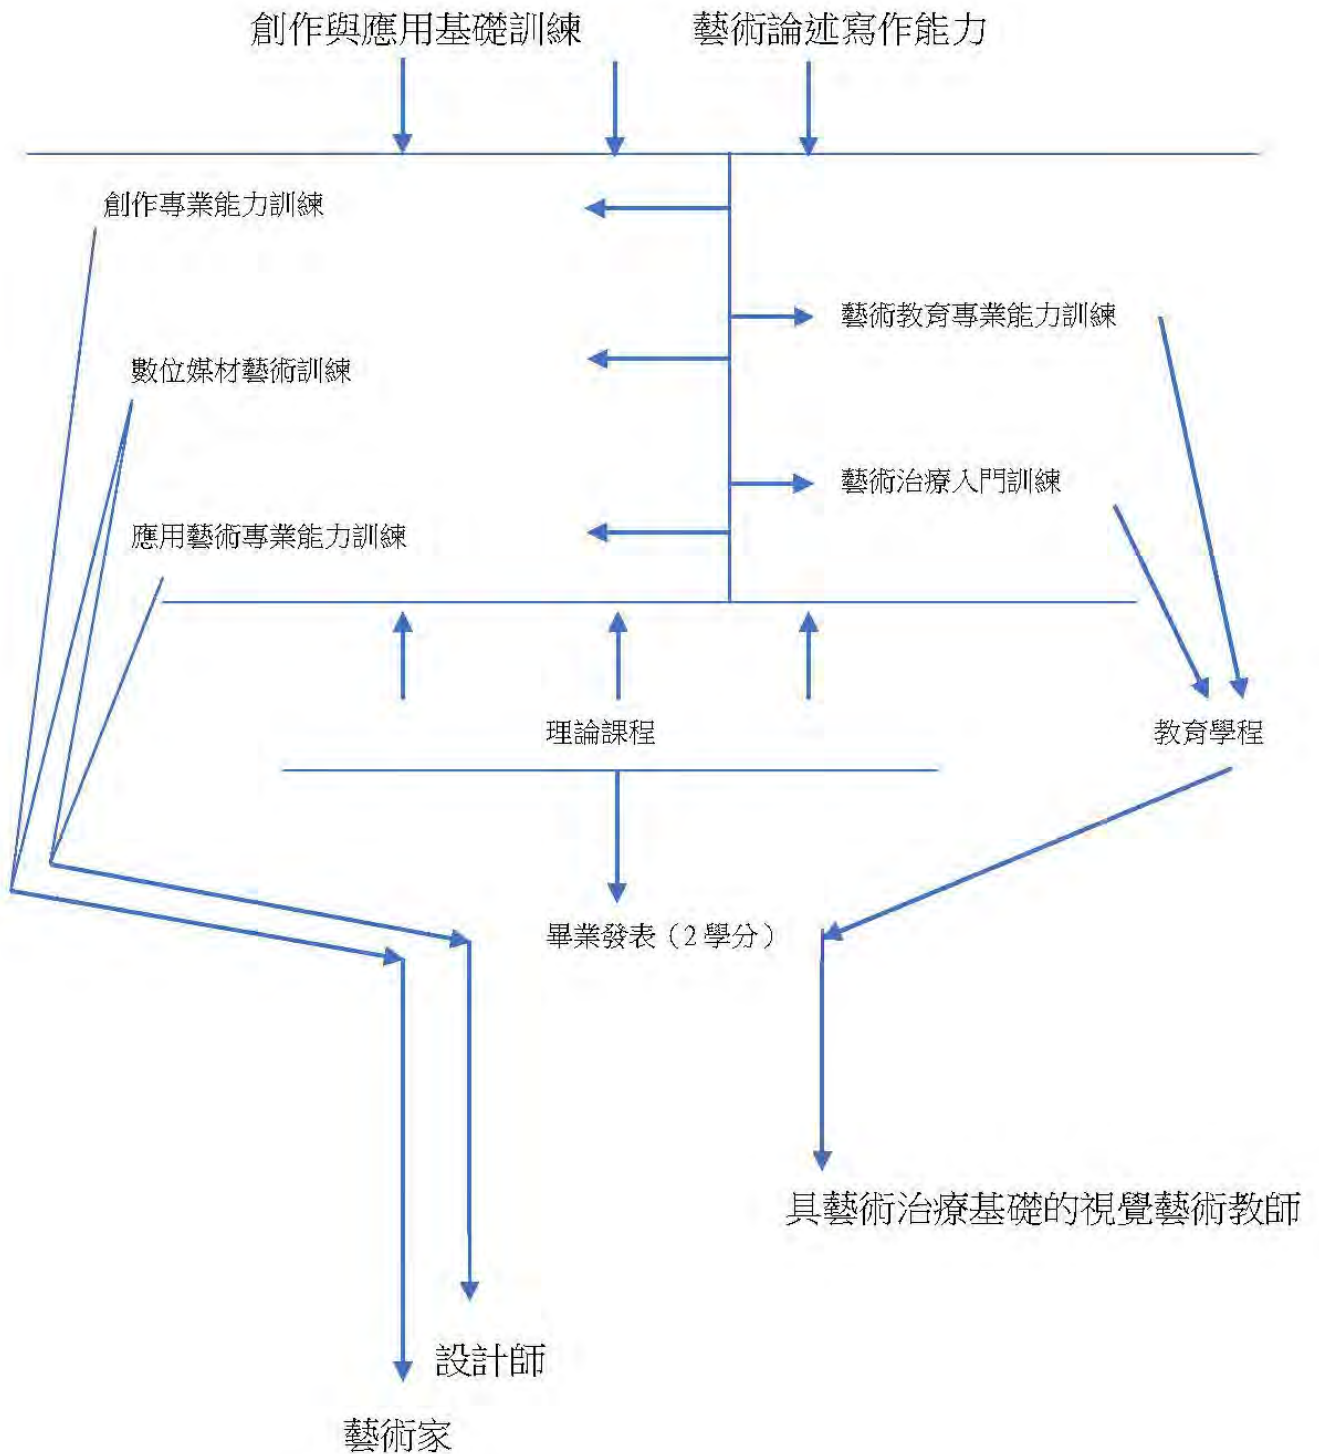 創作與應用基礎訓練
藝術論述寫作能力
創作專業能力訓練
藝術教育專業能力訓練
數位媒材藝術訓練
藝術治療入門訓練
應用藝術專業能力訓練
理論課程
教育學程
畢業發表（2學分）
具藝術治療基礎的視覺藝術教師
設計師
藝術家